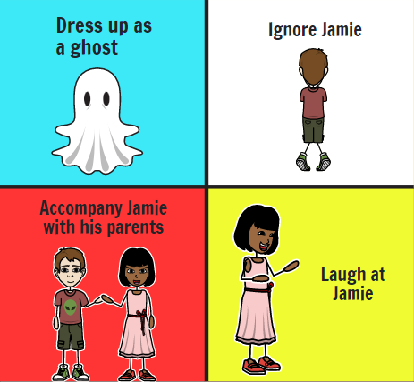 Dress up as
a ghost
Ignore Jamie
Accompany Jamie
with his parents
Laugh at
Jamie